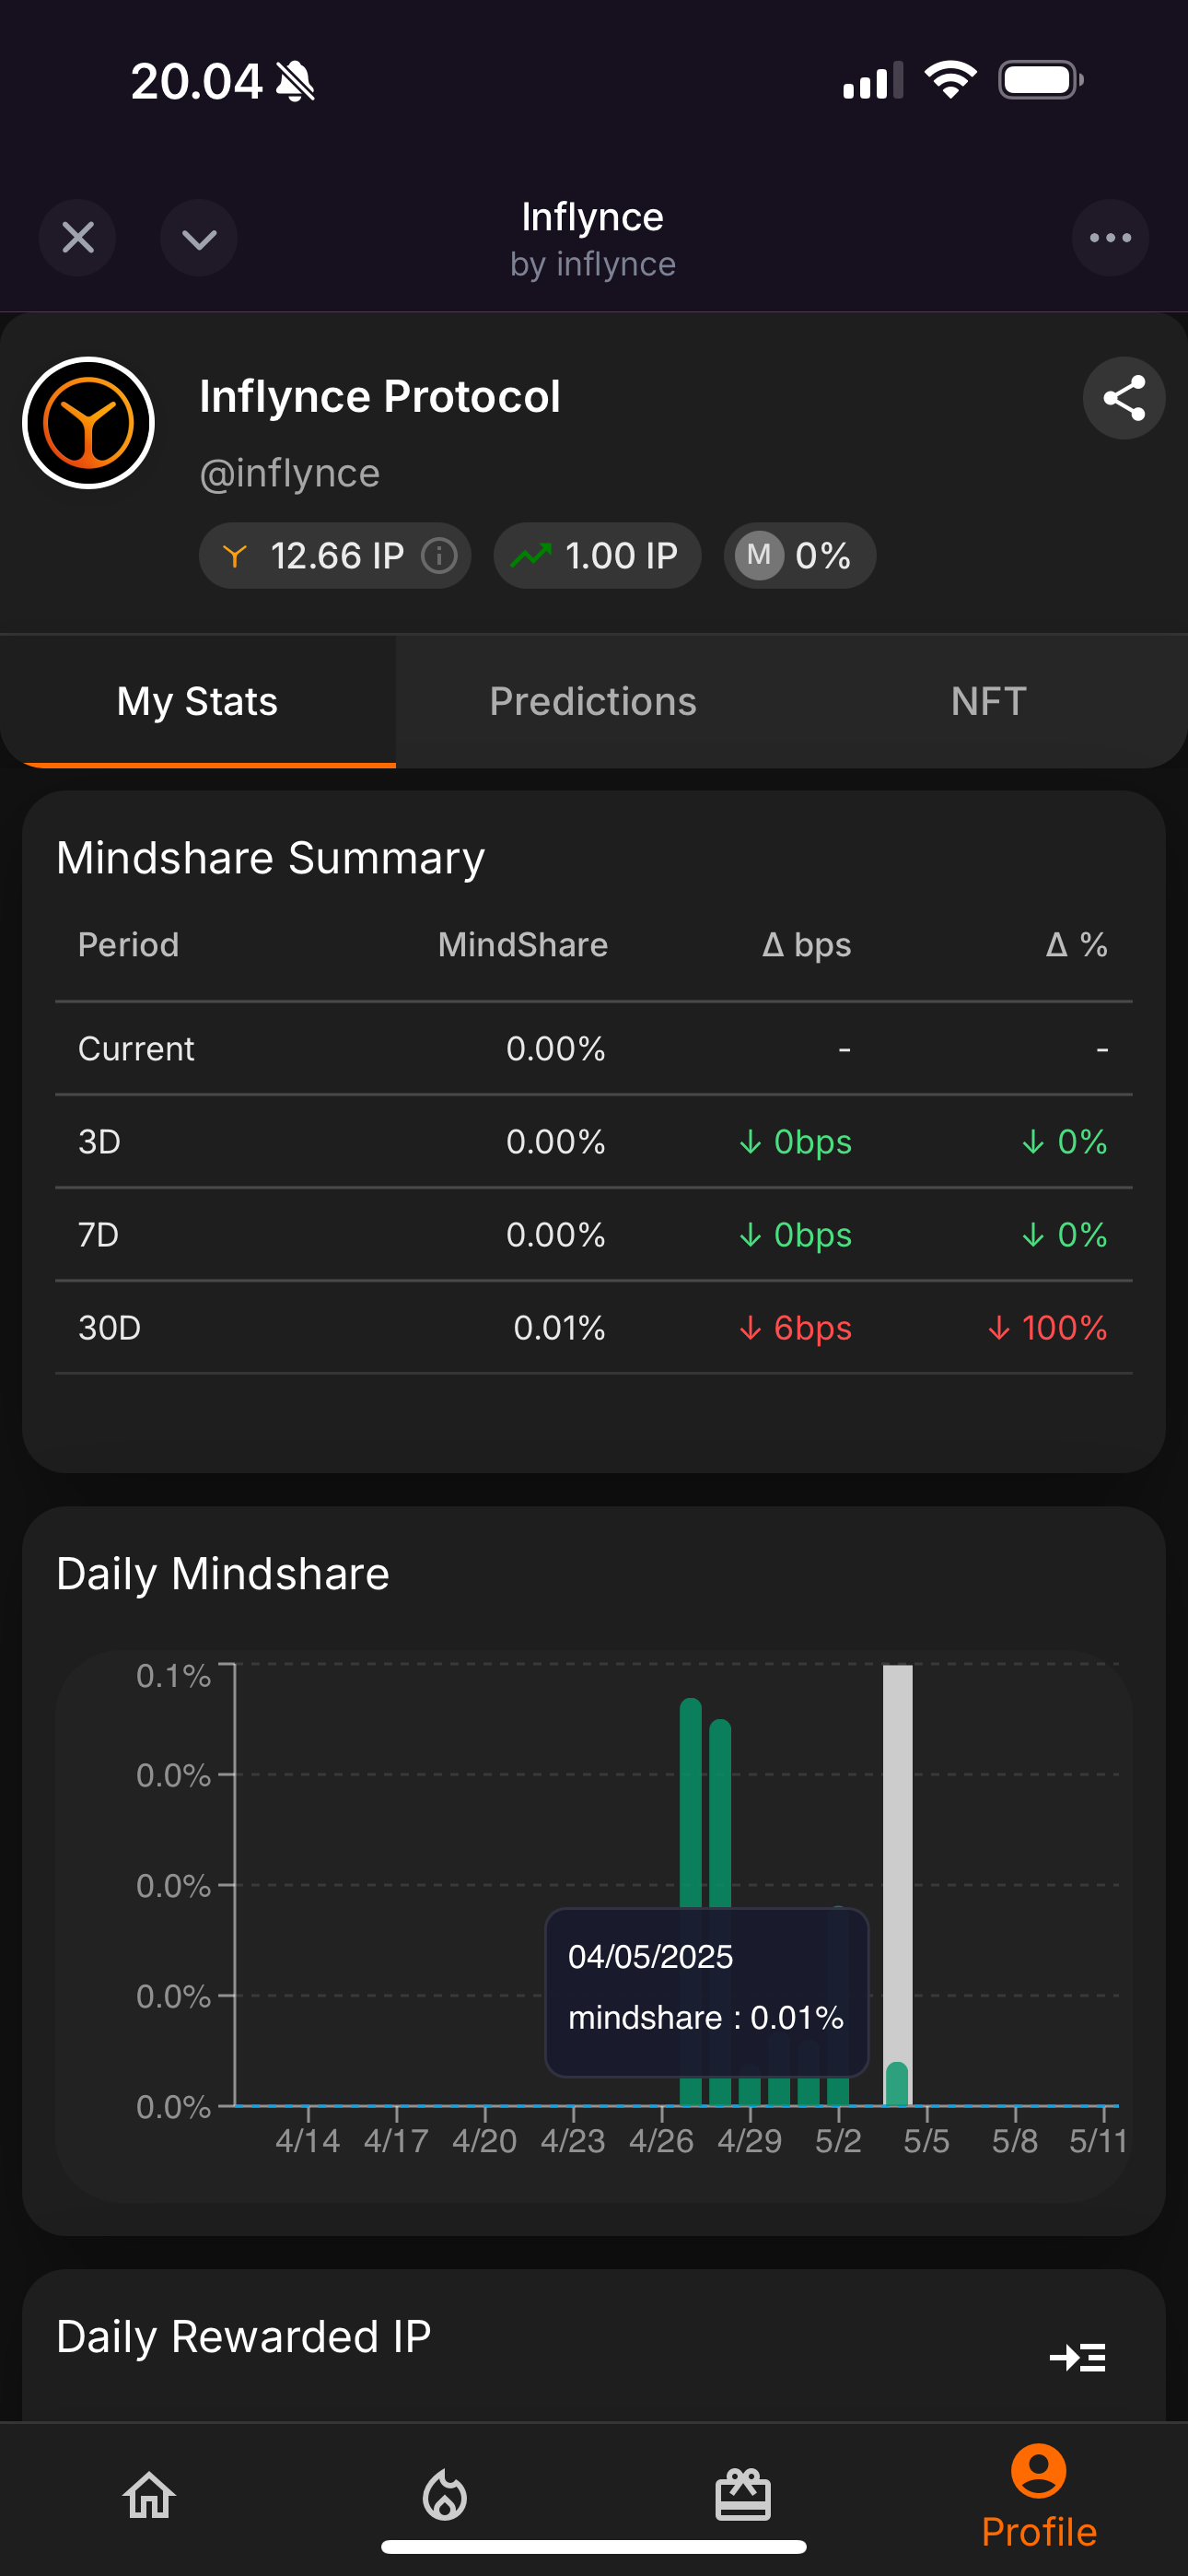 20.04
Inflynce
by inflynce
Inflynce Protocol
@inflynce
12.66 IP
1.00 IP
M 0%
My Stats
Predictions
NFT
Mindshare Summary
Period MindShare Δ bps Δ %
Current 0.00% - -
3D 0.00% ↓ 0bps ↓ 0%
7D 0.00% ↓ 0bps ↓ 0%
30D 0.01% ↓ 6bps ↓ 100%
Daily Mindshare
0.1%
0.0%
0.0%
0.0%
0.0%
04/05/2025
mindshare : 0.01%
4/14 4/17 4/20 4/23 4/26 4/29 5/2 5/5 5/8 5/11
Daily Rewarded IP
Profile